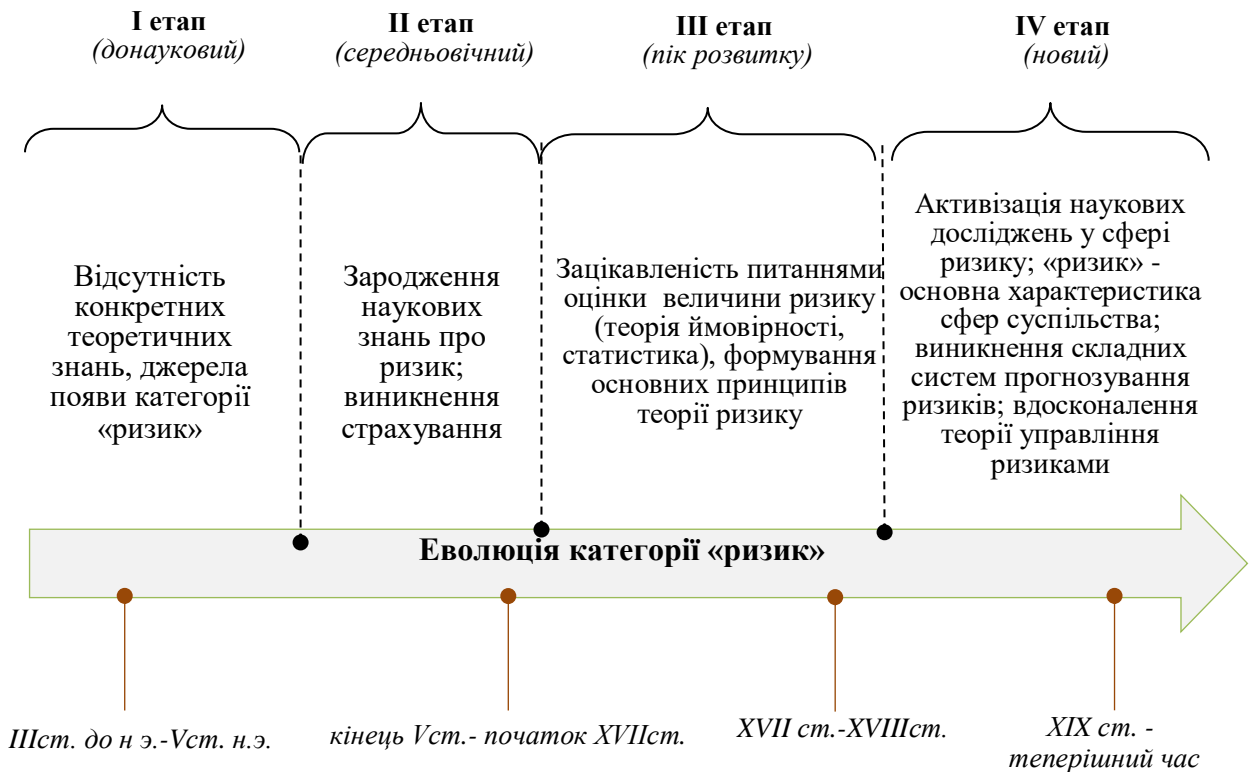 I етап
(донауковий)
II етап
(середньовічний)
III етап
(пік розвитку)
IV етап
(новий)
Відсутність
конкретних
теоретичних
знань, джерела
появи категорії
«ризик»
Зародження
наукових
знань про
ризик;
виникнення
страхування
Зацікавленість питаннями
оцінки величини ризику
(теорія ймовірності,
статистика), формування
основних принципів
теорії ризику
Активізація наукових
досліджень у сфері
ризику; «ризик» -
основна характеристика
сфер суспільства;
виникнення складних
систем прогнозування
ризиків; вдосконалення
теорії управління
ризиками
Еволюція категорії «ризик»
IIIст. до н э.-Vст. н.э.
кінець Vст.- початок XVIIст.
XVII ст.-XVIIIст.
XIX ст. -
теперішний час